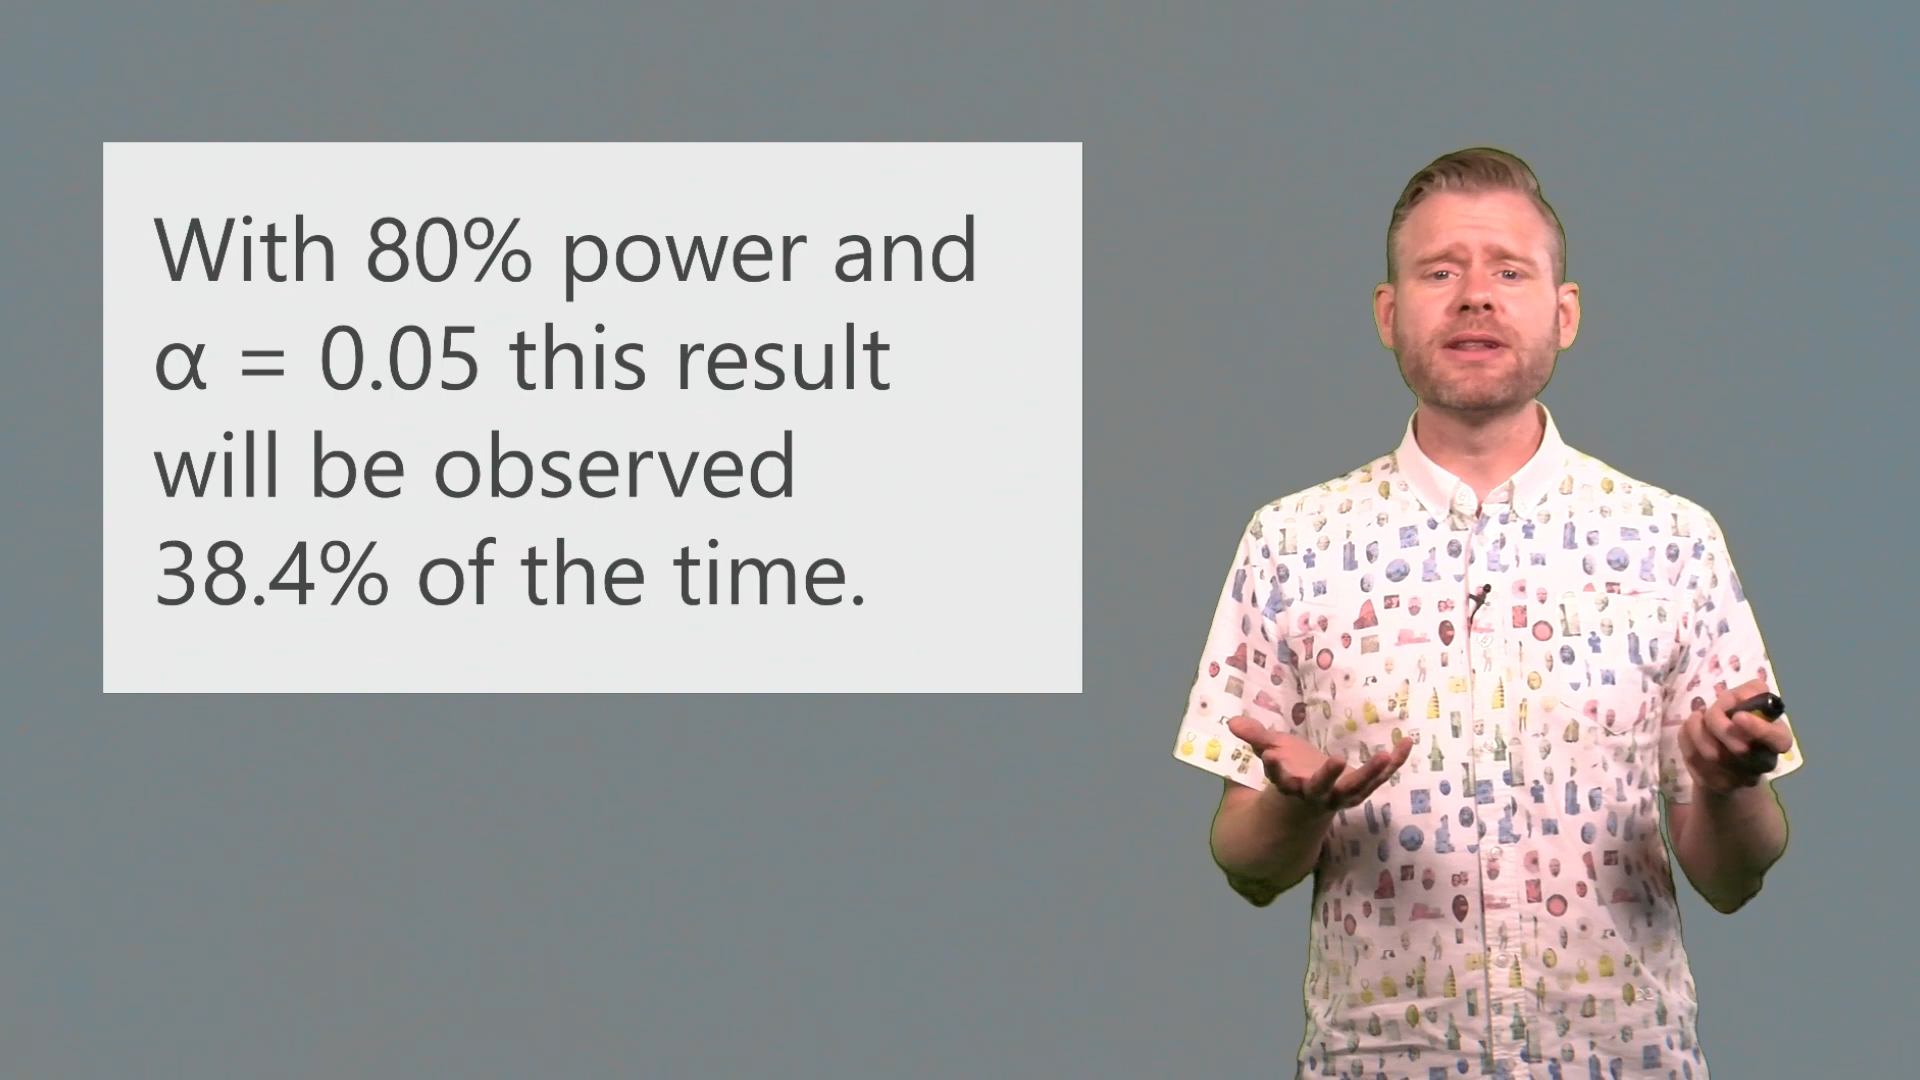 With 80% power and
α = 0.05 this result
will be observed
38.4% of the time.